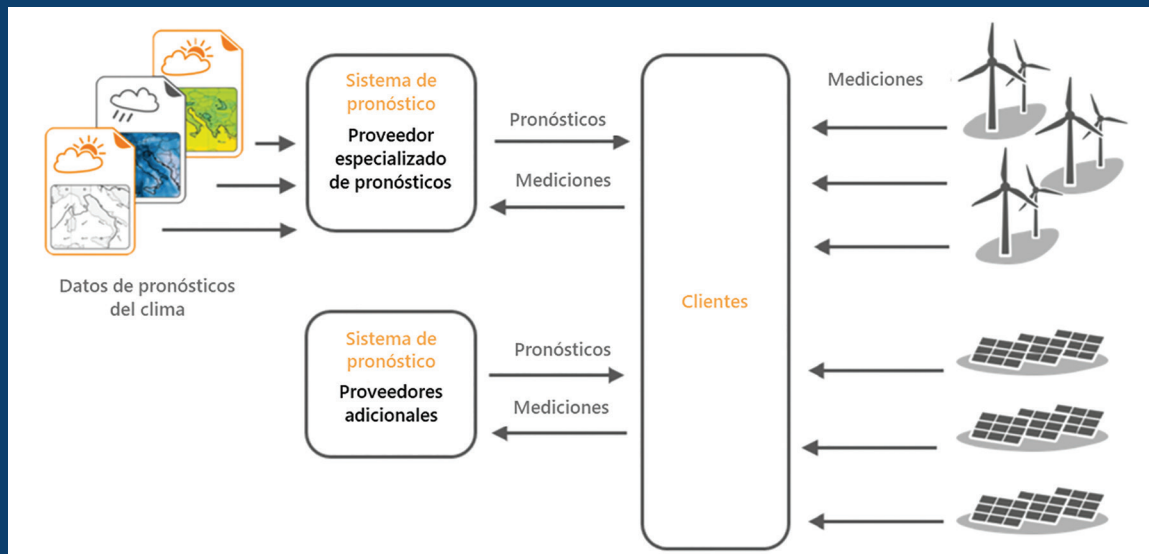 Datos de pronósticos
del clima
Sistema de
pronóstico
Proveedor
especializado
de pronósticos
Pronósticos
Mediciones
Sistema de
pronóstico
Proveedores
adicionales
Pronósticos
Mediciones
Clientes
Mediciones